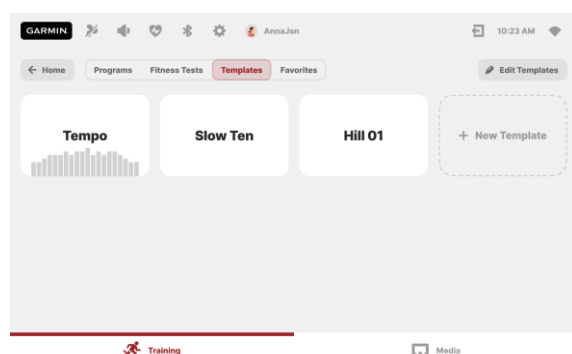 GARMIN AnnaJan 10:23 AM
Home Programs Fitness Tests Templates Favorites Edit Templates
Tempo Slow Ten Hill 01 + New Template
Training Media